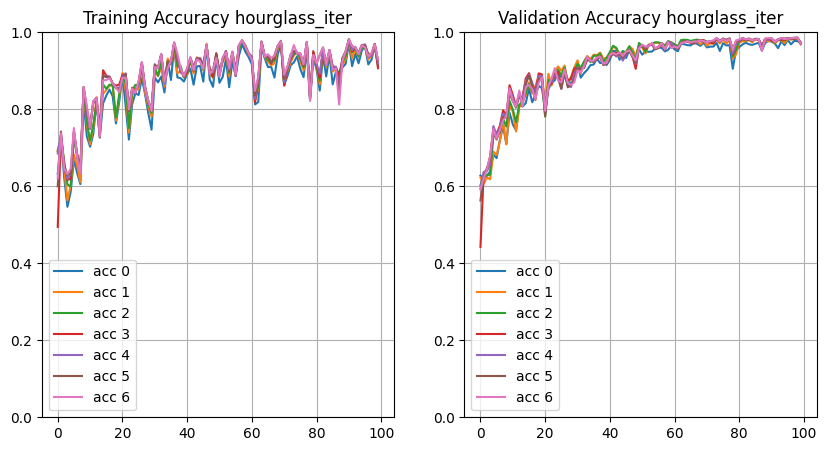 Training Accuracy hourglass_iter
1.0
0.8
0.6
0.4
0.2
0.0
0
20
40
60
80
100
acc 0
acc 1
acc 2
acc 3
acc 4
acc 5
acc 6
Validation Accuracy hourglass_iter
1.0
0.8
0.6
0.4
0.2
0.0
0
20
40
60
80
100
acc 0
acc 1
acc 2
acc 3
acc 4
acc 5
acc 6